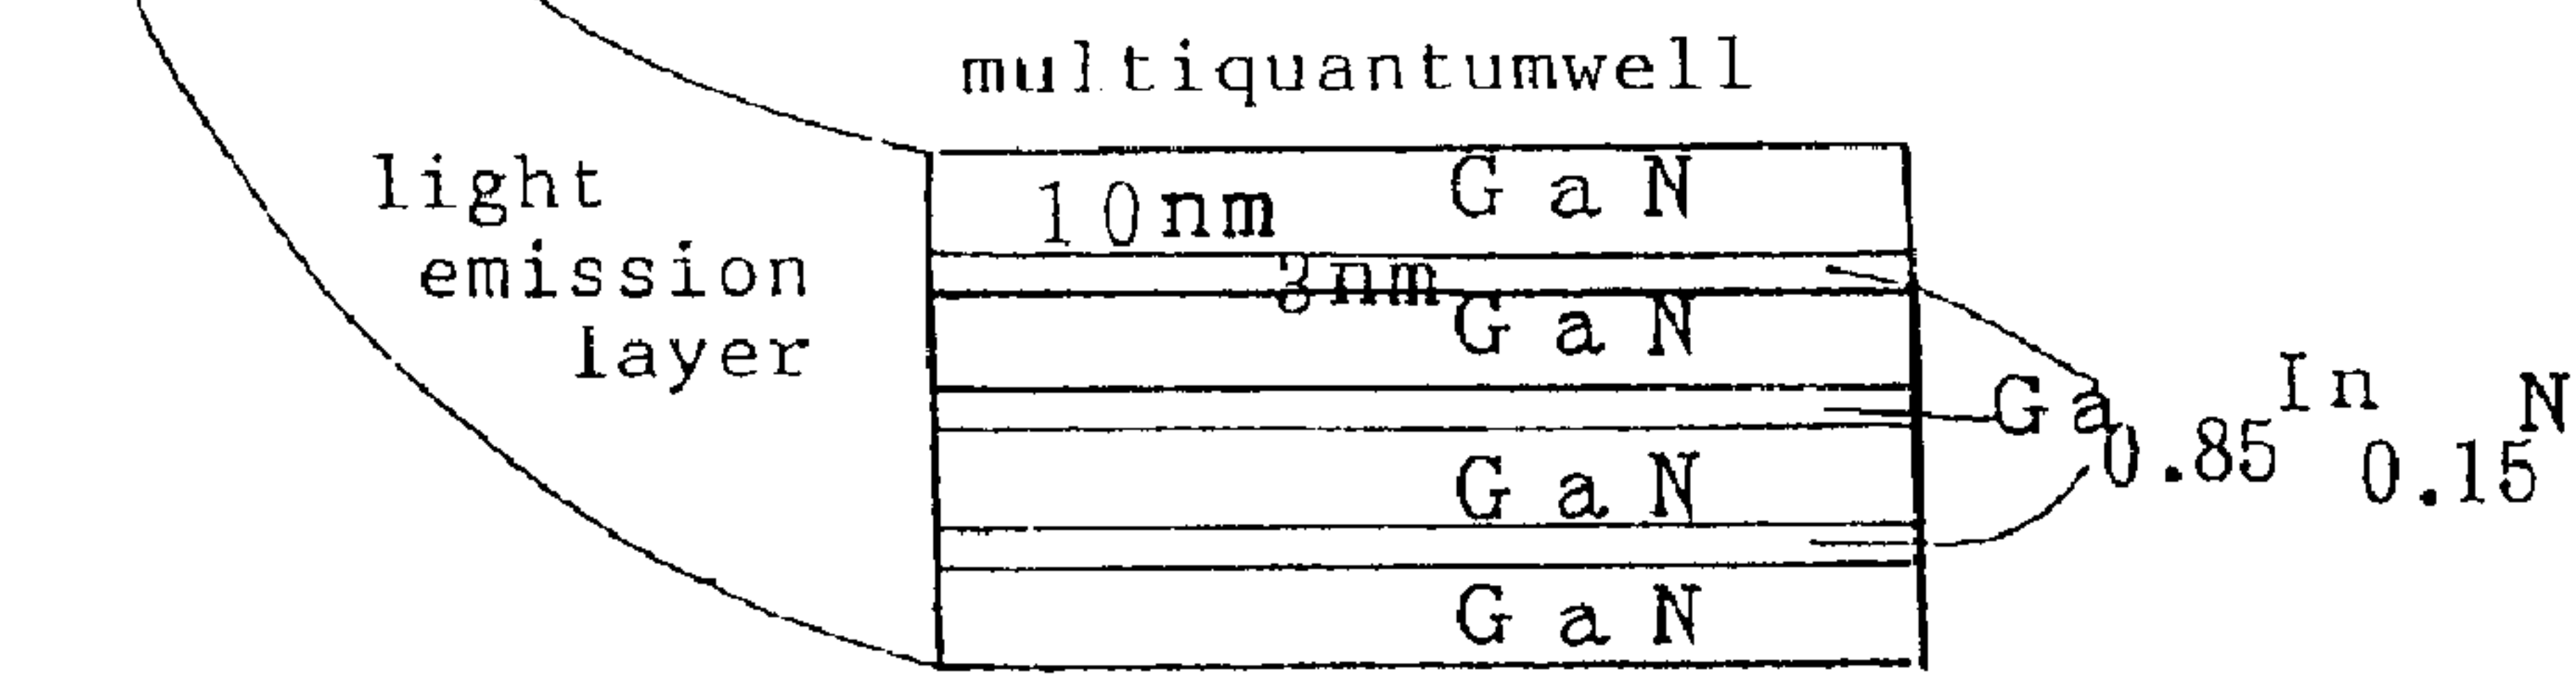 multiquantumwell
light
emission
layer
10nm GaN
3nm
GaN
Ga0.85In0.15N
GaN
GaN